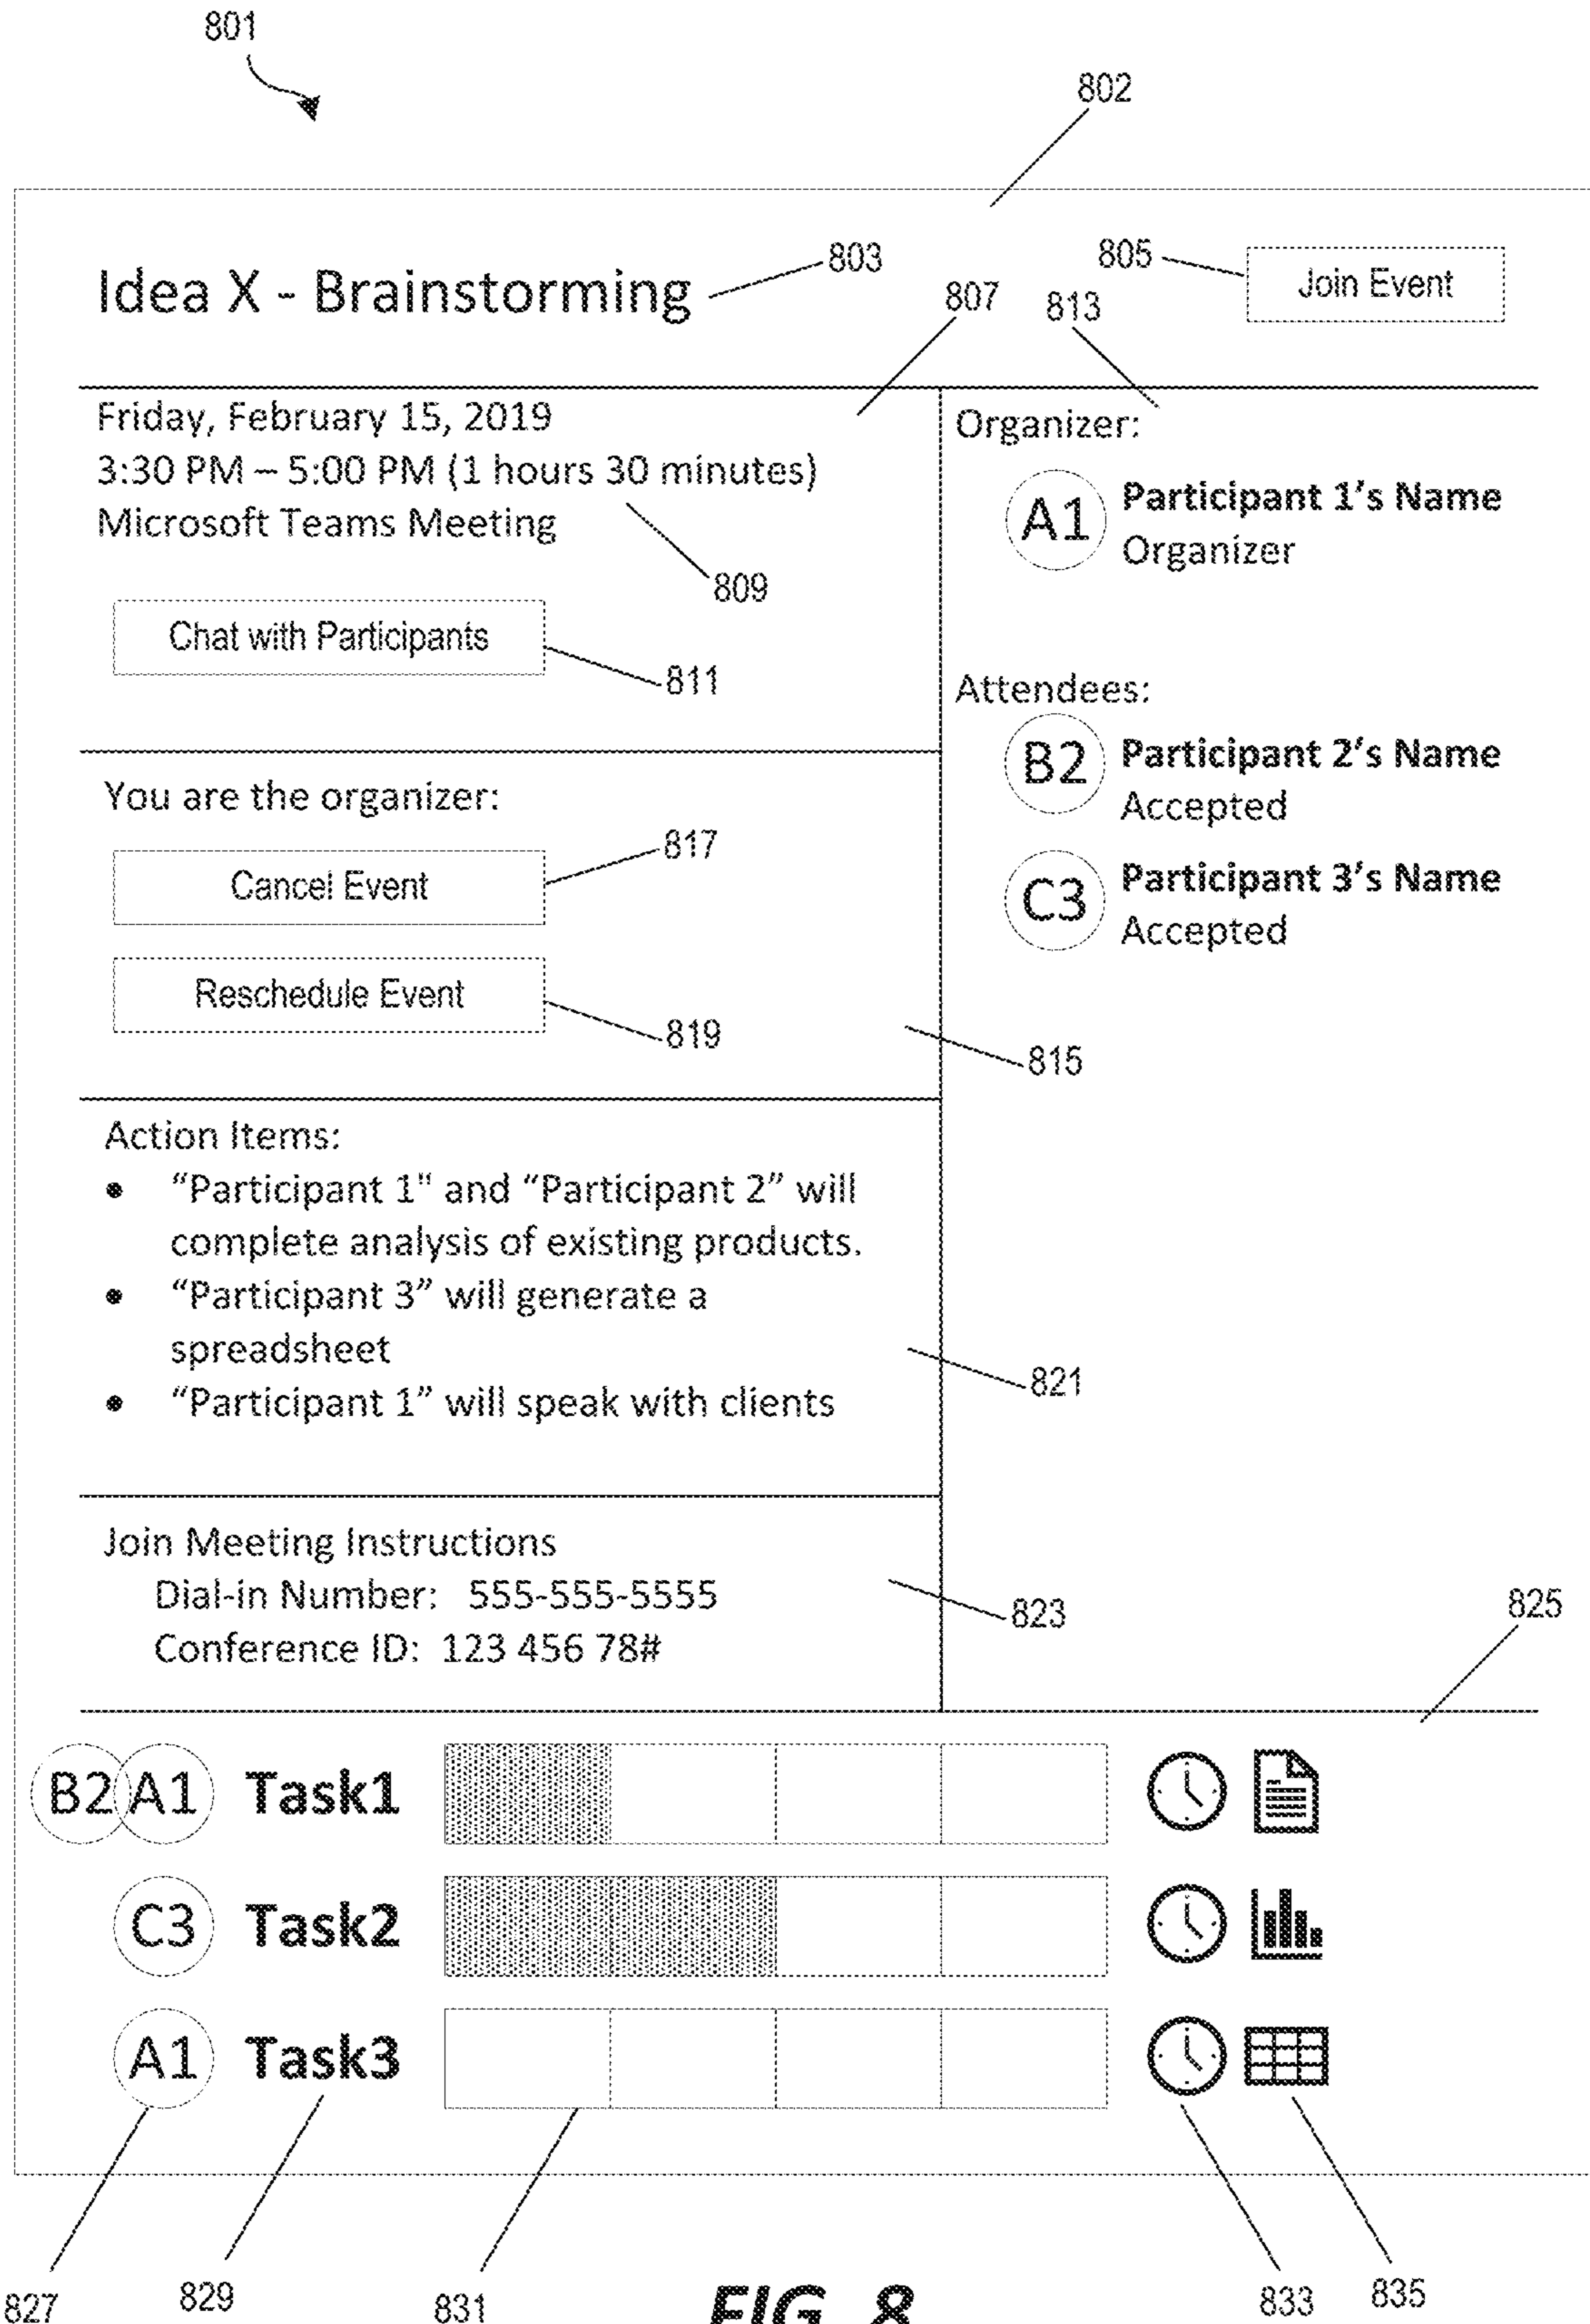 801
802
Idea X - Brainstorming
803
805
Join Event
807
813
Friday, February 15, 2019
3:30 PM – 5:00 PM (1 hours 30 minutes)
Microsoft Teams Meeting
809
Chat with Participants
811
Organizer:
A1
Participant 1's Name
Organizer
Attendees:
B2
Participant 2's Name
Accepted
C3
Participant 3's Name
Accepted
You are the organizer:
817
Cancel Event
Reschedule Event
819
815
Action Items:
• “Participant 1" and “Participant 2” will
complete analysis of existing products.
• “Participant 3” will generate a
spreadsheet
• “Participant 1” will speak with clients
821
Join Meeting Instructions
Dial-in Number: 555-555-5555
Conference ID: 123 456 78#
823
825
B2 A1 Task1
C3 Task2
A1 Task3
827
829
831
FIG. 8
833
835